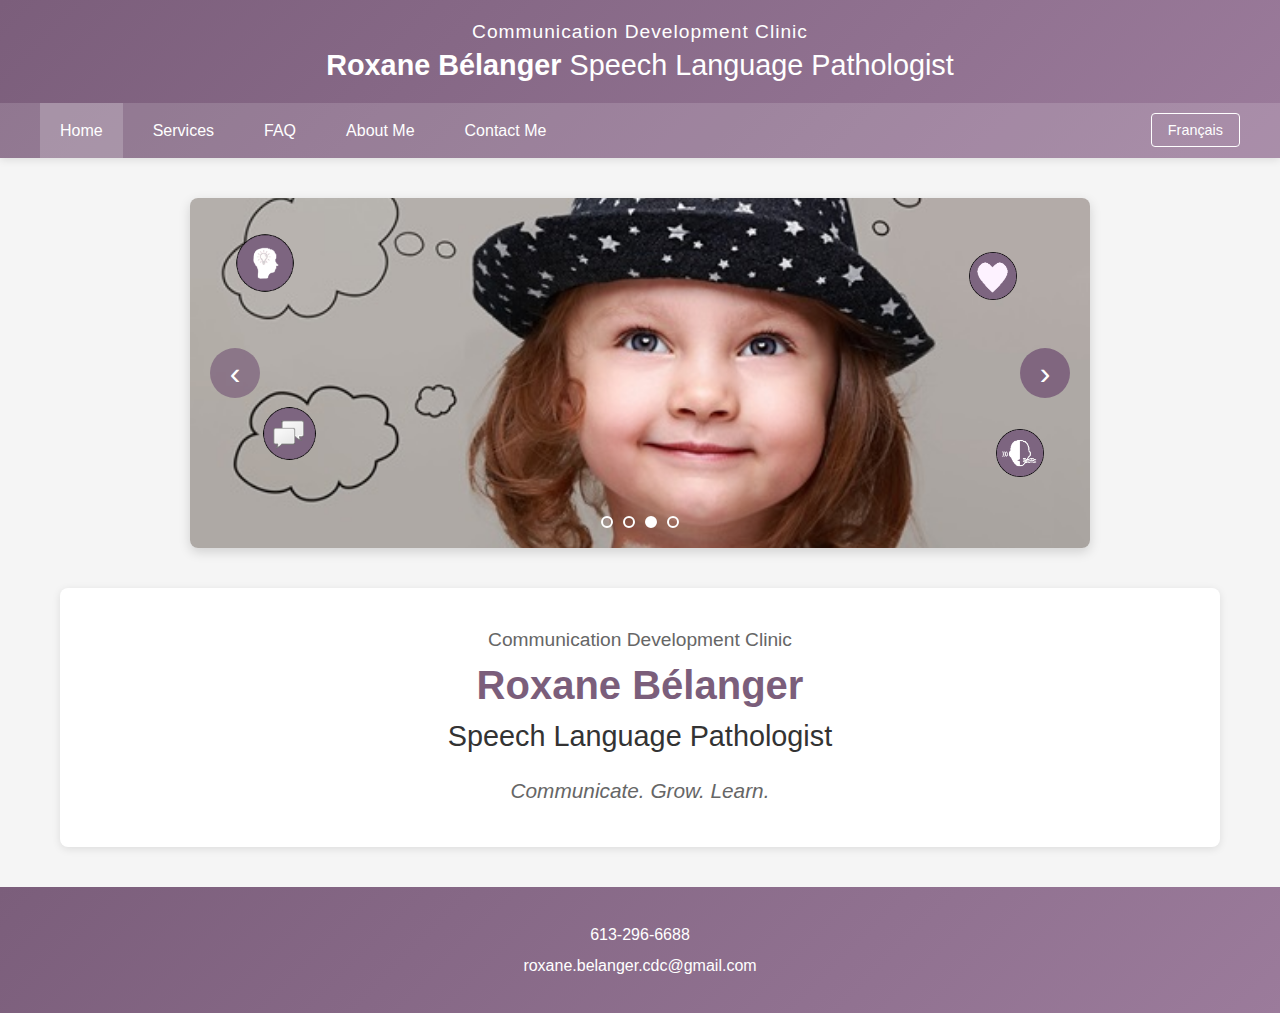 Communication Development Clinic
Roxane Bélanger Speech Language Pathologist
Home Services FAQ About Me Contact Me Français
Communication Development Clinic
Roxane Bélanger
Speech Language Pathologist
Communicate. Grow. Learn.
613-296-6688
roxane.belanger.cdc@gmail.com